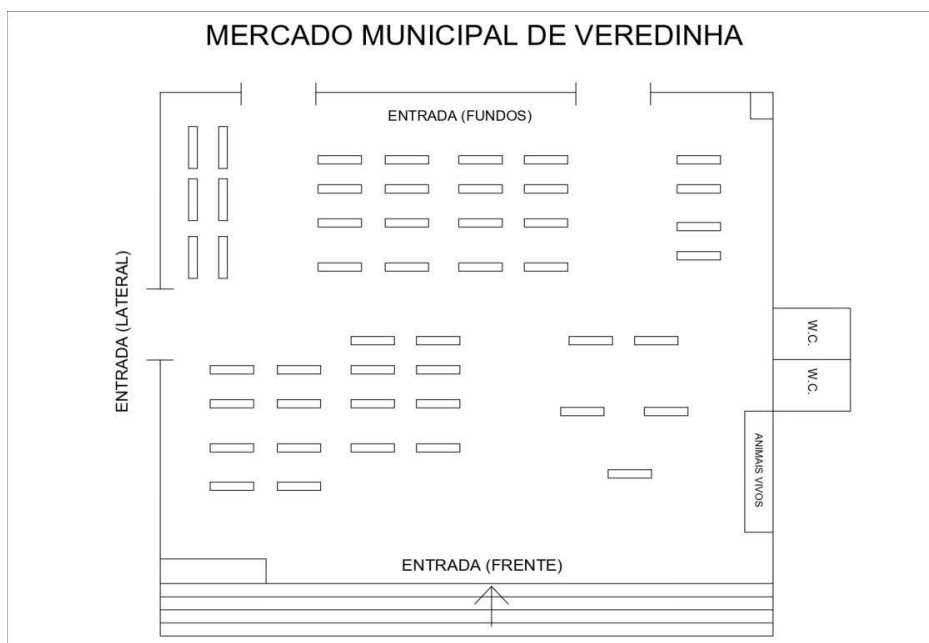 MERCADO MUNICIPAL DE VEREDINHA
ENTRADA (FUNDOS)
ENTRADA (LATERAL)
W.C.
W.C.
ANIMAIS VIVOS
ENTRADA (FRENTE)